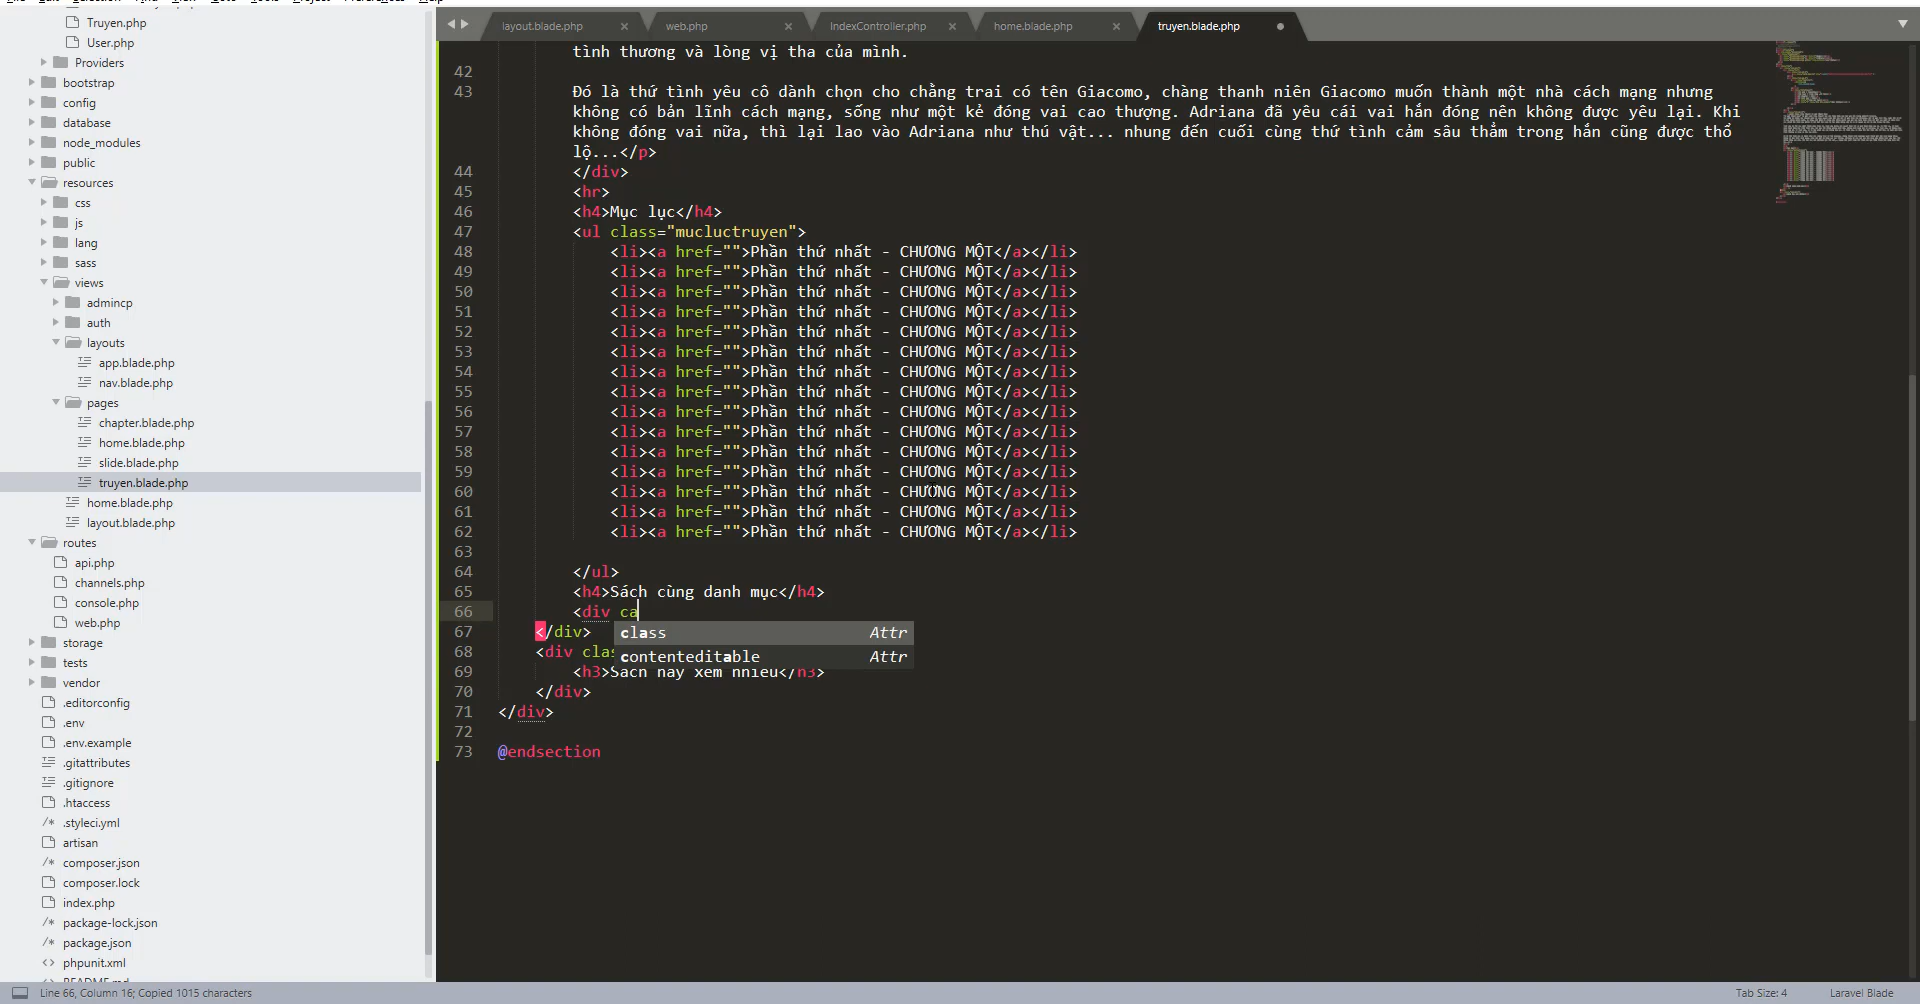 Truyen.php
User.php
Providers
bootstrap
config
database
node_modules
public
resources
css
js
lang
sass
views
admincp
auth
layouts
app.blade.php
nav.blade.php
pages
chapter.blade.php
home.blade.php
slide.blade.php
truyen.blade.php
home.blade.php
layout.blade.php
routes
api.php
channels.php
console.php
web.php
storage
tests
vendor
.editorconfig
.env
.env.example
.gitattributes
.gitignore
.htaccess
.styleci.yml
artisan
composer.json
composer.lock
index.php
package-lock.json
package.json
phpunit.xml
layout.blade.php
web.php
IndexController.php
home.blade.php
truyen.blade.php
tình thương và lòng vị tha của mình.
42
43 Đó là thứ tình yêu cô dành chọn cho chằng trai có tên Giacomo, chàng thanh niên Giacomo muốn thành một nhà cách mạng nhưng
không có bản lĩnh cách mạng, sống như một kẻ đóng vai cao thượng. Adriana đã yêu cái vai hắn đóng nên không được yêu lại. Khi
không đóng vai nữa, thì lại lao vào Adriana như thú vật... nhung đến cuối cùng thứ tình cảm sâu thẳm trong hắn cũng được thổ
lộ...</p>
44 </div>
45 <hr>
46 <h4>Mục lục</h4>
47 <ul class="mucluctruyen">
48 <li><a href="">Phần thứ nhất - CHƯƠNG MỘT</a></li>
49 <li><a href="">Phần thứ nhất - CHƯƠNG MỘT</a></li>
50 <li><a href="">Phần thứ nhất - CHƯƠNG MỘT</a></li>
51 <li><a href="">Phần thứ nhất - CHƯƠNG MỘT</a></li>
52 <li><a href="">Phần thứ nhất - CHƯƠNG MỘT</a></li>
53 <li><a href="">Phần thứ nhất - CHƯƠNG MỘT</a></li>
54 <li><a href="">Phần thứ nhất - CHƯƠNG MỘT</a></li>
55 <li><a href="">Phần thứ nhất - CHƯƠNG MỘT</a></li>
56 <li><a href="">Phần thứ nhất - CHƯƠNG MỘT</a></li>
57 <li><a href="">Phần thứ nhất - CHƯƠNG MỘT</a></li>
58 <li><a href="">Phần thứ nhất - CHƯƠNG MỘT</a></li>
59 <li><a href="">Phần thứ nhất - CHƯƠNG MỘT</a></li>
60 <li><a href="">Phần thứ nhất - CHƯƠNG MỘT</a></li>
61 <li><a href="">Phần thứ nhất - CHƯƠNG MỘT</a></li>
62 <li><a href="">Phần thứ nhất - CHƯƠNG MỘT</a></li>
63
64 </ul>
65 <h4>Sách cùng danh mục</h4>
66 <div ca
67 </div>
class Attr
68 <div clas
contenteditable Attr
69 <h3>Sách hay xem nhiều</h3>
70 </div>
71 </div>
72
73 @endsection
Line 66, Column 16; Copied 1015 characters
Tab Size: 4
Laravel Blade